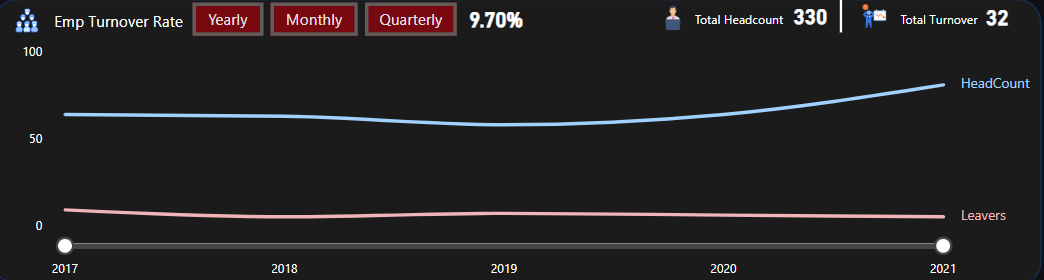 Emp Turnover Rate Yearly Monthly Quarterly 9.70% Total Headcount 330 Total Turnover 32
100
HeadCount
50
Leavers
0
2017 2018 2019 2020 2021